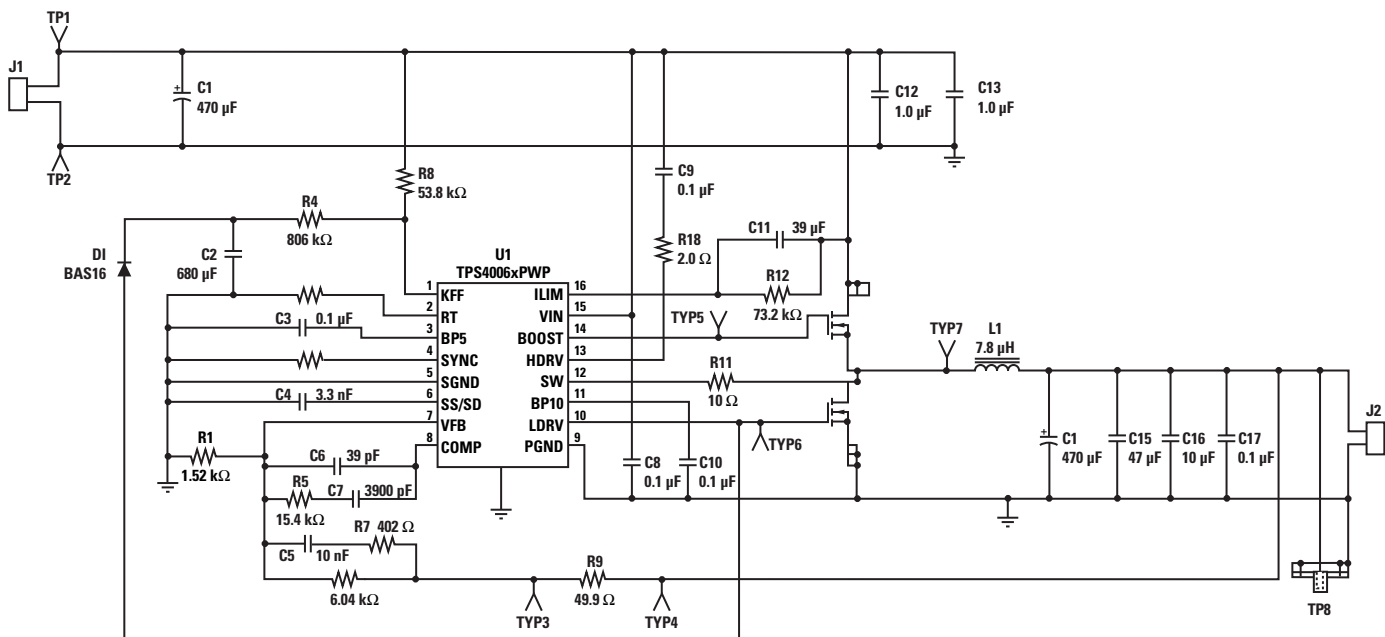 TP1
J1
C1
470 µF
C12
1.0 µF
C13
1.0 µF
TP2
R8
53.8 kΩ
C9
0.1 µF
R4
806 kΩ
C11
39 µF
DI
BAS16
C2
680 µF
R18
2.0 Ω
U1
TPS4006xPWP
R12
73.2 kΩ
1
KFF
ILIM
16
2
RT
VIN
15
TYP5
C3
0.1 µF
3
BP5
BOOST
14
TYP7
L1
7.8 µH
4
SYNC
HDRV
13
5
SGND
SW
12
R11
10 Ω
C4
3.3 nF
6
SS/SD
BP10
11
7
VFB
LDRV
10
J2
R1
1.52 kΩ
8
COMP
PGND
9
TYP6
C1
470 µF
C15
47 µF
C16
10 µF
C17
0.1 µF
C6
39 pF
C8
0.1 µF
C10
0.1 µF
R5
15.4 kΩ
C7
3900 pF
R7
402 Ω
C5
10 nF
6.04 kΩ
R9
49.9 Ω
TYP3
TYP4
TP8